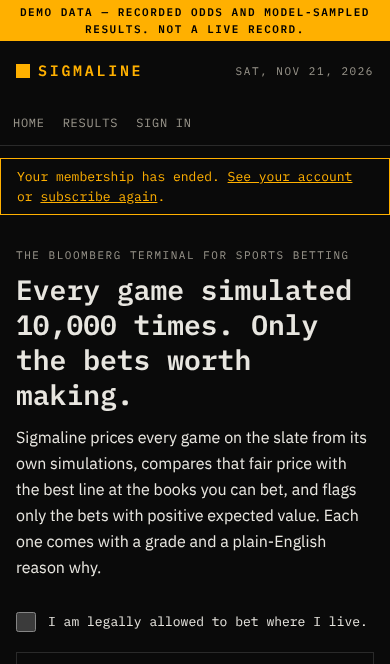 DEMO DATA — RECORDED ODDS AND MODEL-SAMPLED
RESULTS. NOT A LIVE RECORD.
SIGMALINE
SAT, NOV 21, 2026
HOME RESULTS SIGN IN
Your membership has ended. See your account
or subscribe again.
THE BLOOMBERG TERMINAL FOR SPORTS BETTING
Every game simulated
10,000 times. Only
the bets worth
making.
Sigmaline prices every game on the slate from its
own simulations, compares that fair price with
the best line at the books you can bet, and flags
only the bets with positive expected value. Each
one comes with a grade and a plain-English
reason why.
I am legally allowed to bet where I live.